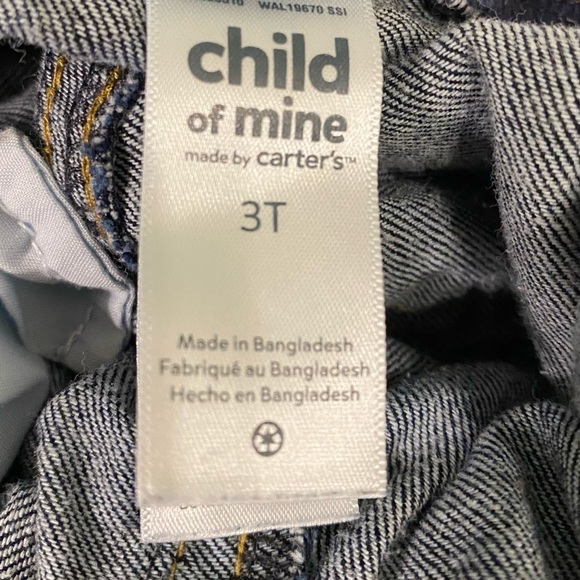 WAL19670 SSI
child
of mine
made by carter's™
3T
Made in Bangladesh
Fabriqué au Bangladesh
Hecho en Bangladesh